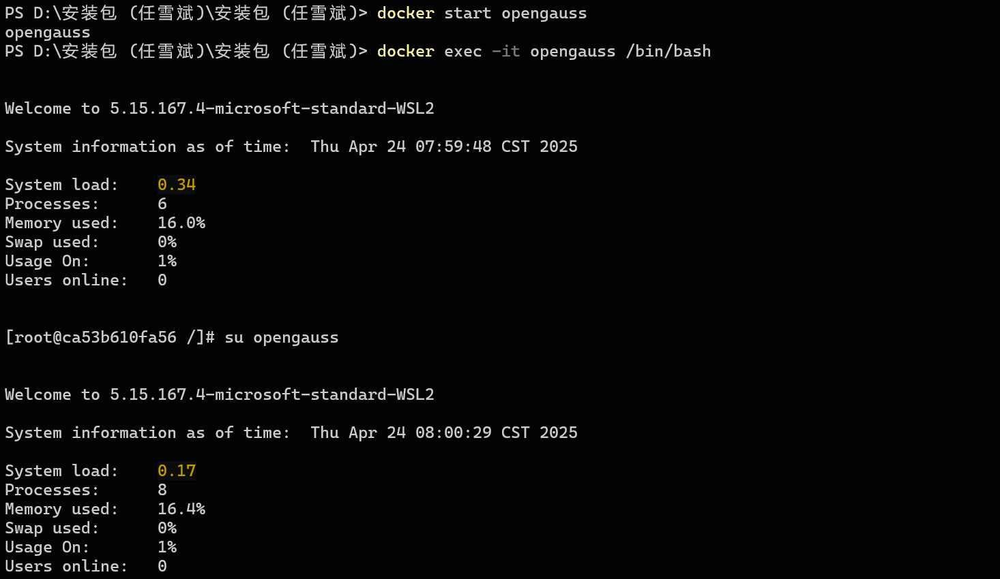 PS D:\安装包 (任雪斌)\安装包 (任雪斌)> docker start opengauss
opengauss
PS D:\安装包 (任雪斌)\安装包 (任雪斌)> docker exec -it opengauss /bin/bash
Welcome to 5.15.167.4-microsoft-standard-WSL2
System information as of time:  Thu Apr 24 07:59:48 CST 2025
System load:    0.34
Processes:      6
Memory used:    16.0%
Swap used:      0%
Usage On:       1%
Users online:   0
[root@ca53b610fa56 /]# su opengauss
Welcome to 5.15.167.4-microsoft-standard-WSL2
System information as of time:  Thu Apr 24 08:00:29 CST 2025
System load:    0.17
Processes:      8
Memory used:    16.4%
Swap used:      0%
Usage On:       1%
Users online:   0